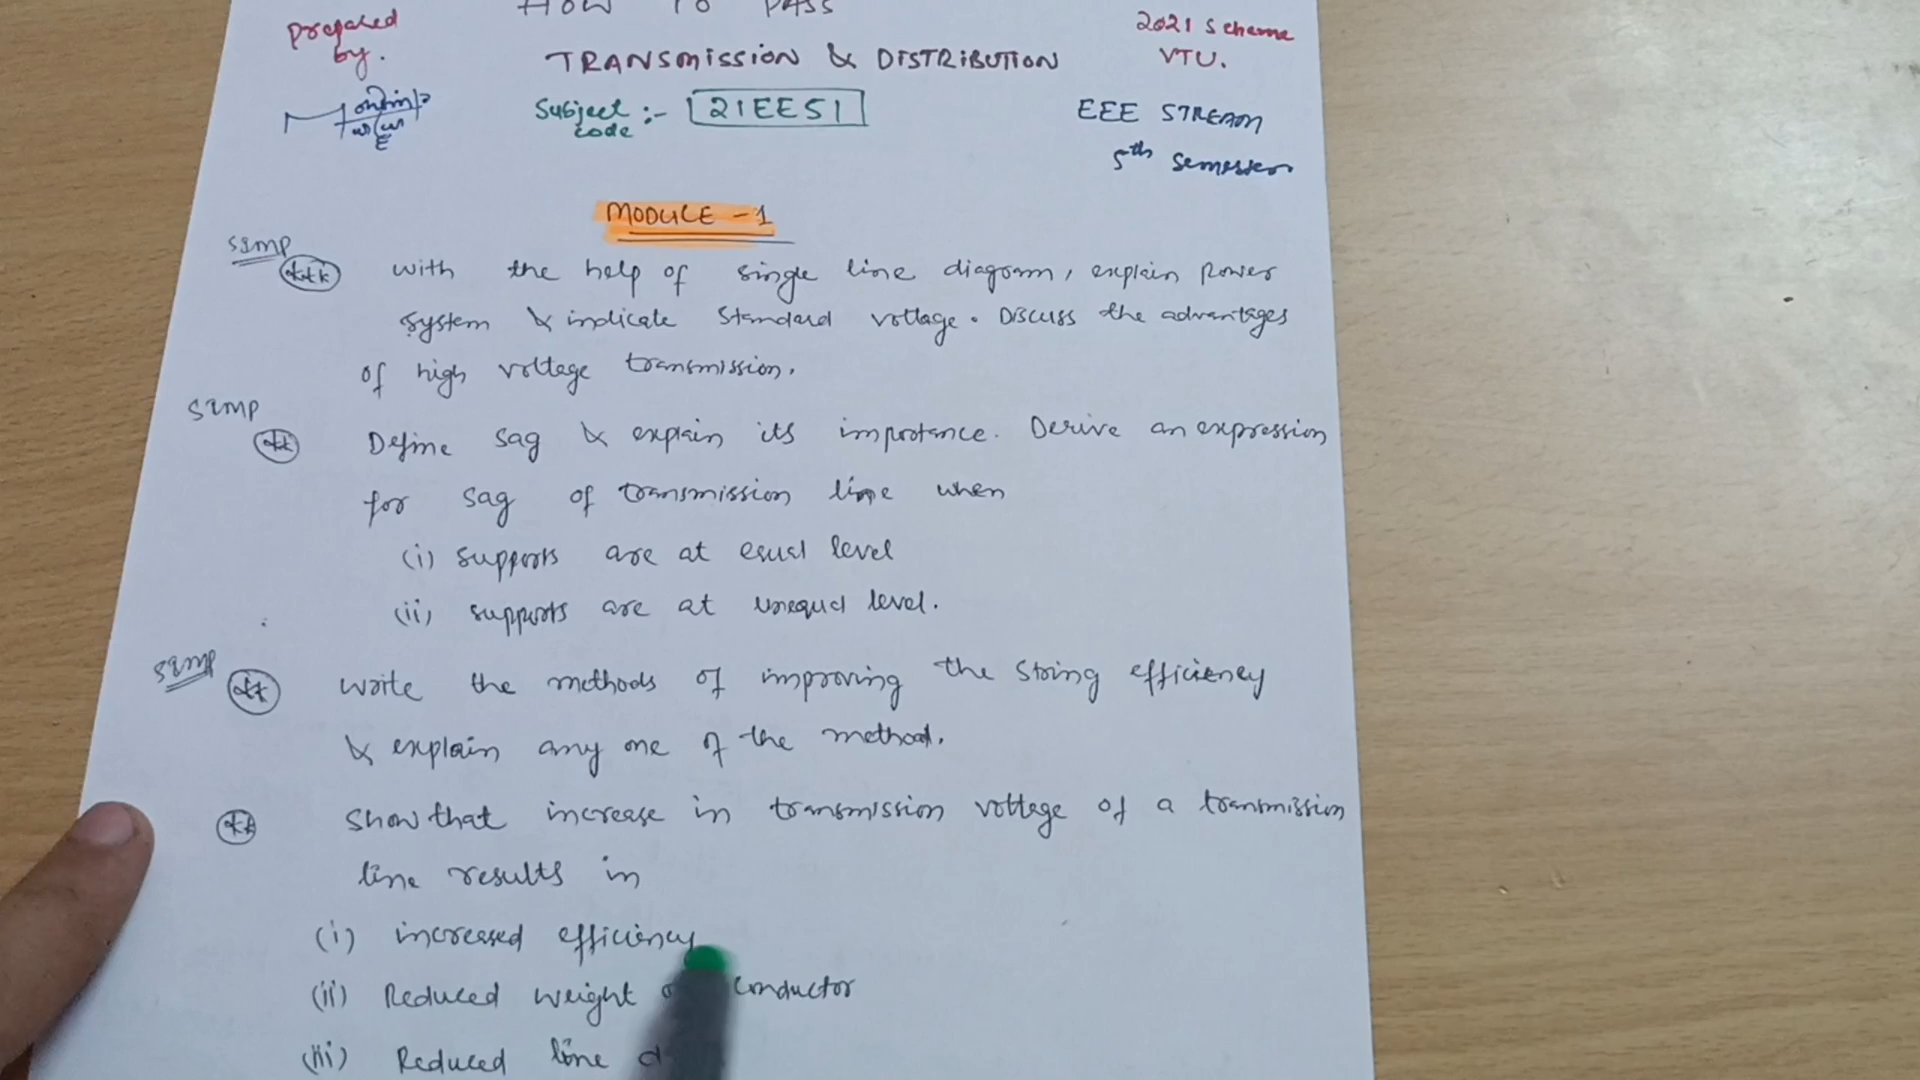 HOW TO PASS
Prepared by.
TRANSMISSION & DISTRIBUTION
2021 Scheme
VTU.
Subject code :- 21EE51
EEE STREAM
5th semester
MODULE -1
SIMP *** with the help of single line diagram, explain power
system & indicate standard voltage. Discuss the advantages
of high voltage transmission.
SIMP ** Define sag & explain its importance. Derive an expression
for sag of transmission line when
(i) supports are at equal level
(ii) supports are at unequal level.
SIMP ** write the methods of improving the string efficiency
& explain any one of the method.
** Show that increase in transmission voltage of a transmission
line results in
(i) increased efficiency
(ii) Reduced weight conductor
(iii) Reduced line